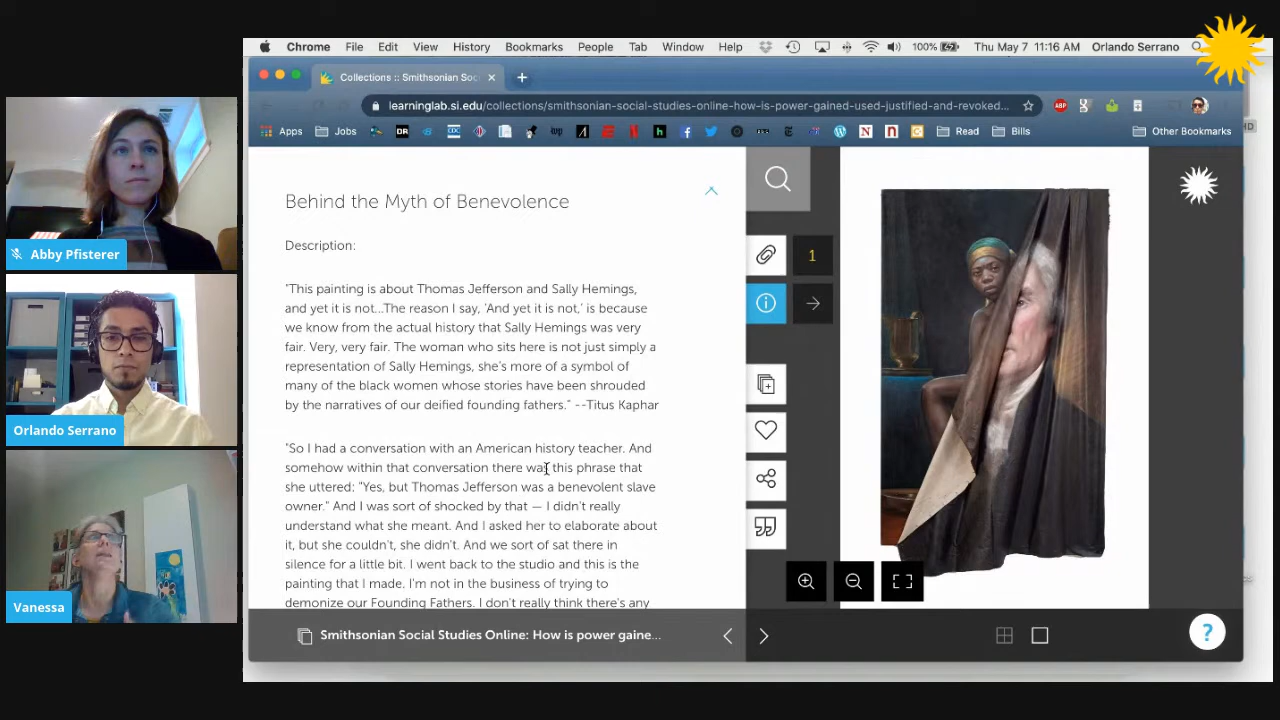 Chrome File Edit View History Bookmarks People Tab Window Help 100% Thu May 7 11:16 AM Orlando Serrano
Collections :: Smithsonian Soc
learninglab.si.edu/collections/smithsonian-social-studies-online-how-is-power-gained-used-justified-and-revoked...
ABP
Apps Jobs DR CDC wp A h N n Read Bills Other Bookmarks
HD
Behind the Myth of Benevolence
Description:
"This painting is about Thomas Jefferson and Sally Hemings,
and yet it is not...The reason I say, 'And yet it is not,' is because
we know from the actual history that Sally Hemings was very
fair. Very, very fair. The woman who sits here is not just simply a
representation of Sally Hemings, she's more of a symbol of
many of the black women whose stories have been shrouded
by the narratives of our deified founding fathers." --Titus Kaphar
"So I had a conversation with an American history teacher. And
somehow within that conversation there was this phrase that
she uttered: "Yes, but Thomas Jefferson was a benevolent slave
owner." And I was sort of shocked by that — I didn't really
understand what she meant. And I asked her to elaborate about
it, but she couldn't, she didn't. And we sort of sat there in
silence for a little bit. I went back to the studio and this is the
painting that I made. I'm not in the business of trying to
demonize our Founding Fathers. I don't really think there's any
1
Smithsonian Social Studies Online: How is power gaine...
?
Abby Pfisterer
Orlando Serrano
Vanessa